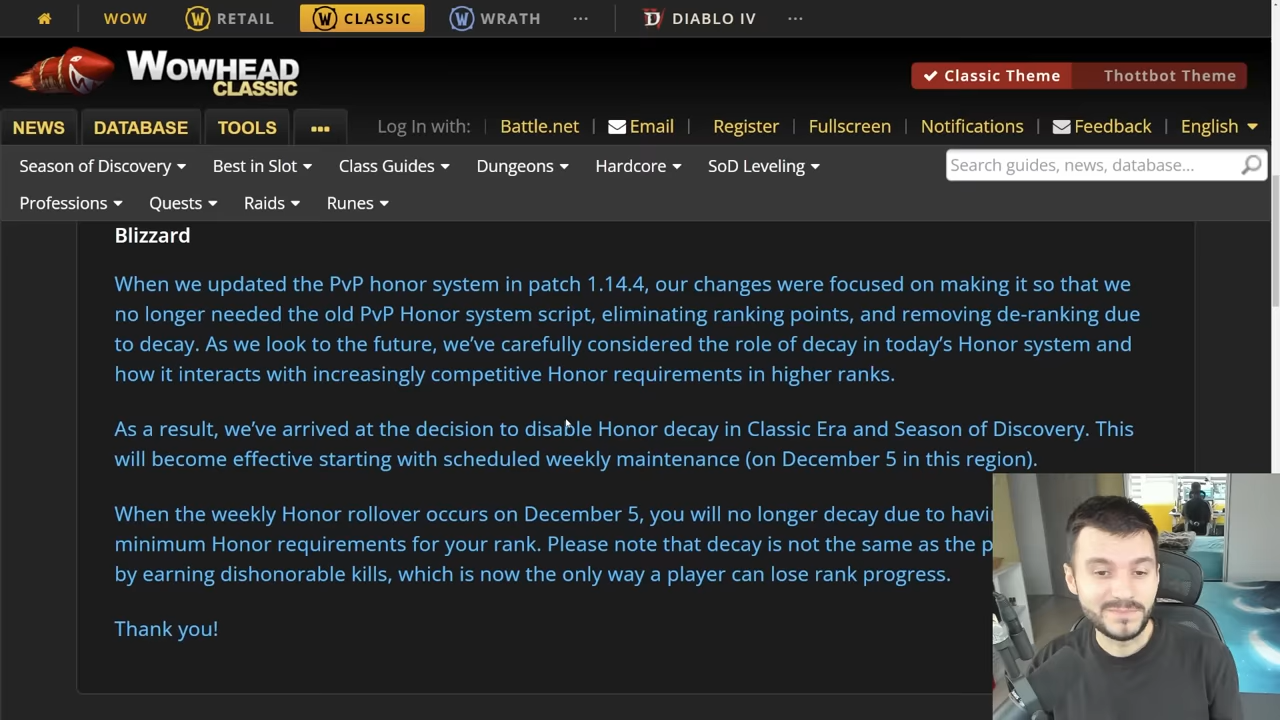 WOW RETAIL CLASSIC WRATH ... DIABLO IV ...
WOWHEAD
CLASSIC
Classic Theme Thottbot Theme
NEWS DATABASE TOOLS ... Log In with: Battle.net Email Register Fullscreen Notifications Feedback English
Season of Discovery Best in Slot Class Guides Dungeons Hardcore SoD Leveling Search guides, news, database...
Professions Quests Raids Runes
Blizzard
When we updated the PvP honor system in patch 1.14.4, our changes were focused on making it so that we
no longer needed the old PvP Honor system script, eliminating ranking points, and removing de-ranking due
to decay. As we look to the future, we've carefully considered the role of decay in today's Honor system and
how it interacts with increasingly competitive Honor requirements in higher ranks.
As a result, we've arrived at the decision to disable Honor decay in Classic Era and Season of Discovery. This
will become effective starting with scheduled weekly maintenance (on December 5 in this region).
When the weekly Honor rollover occurs on December 5, you will no longer decay due to
minimum Honor requirements for your rank. Please note that decay is not the same as the
by earning dishonorable kills, which is now the only way a player can lose rank progress.
Thank you!